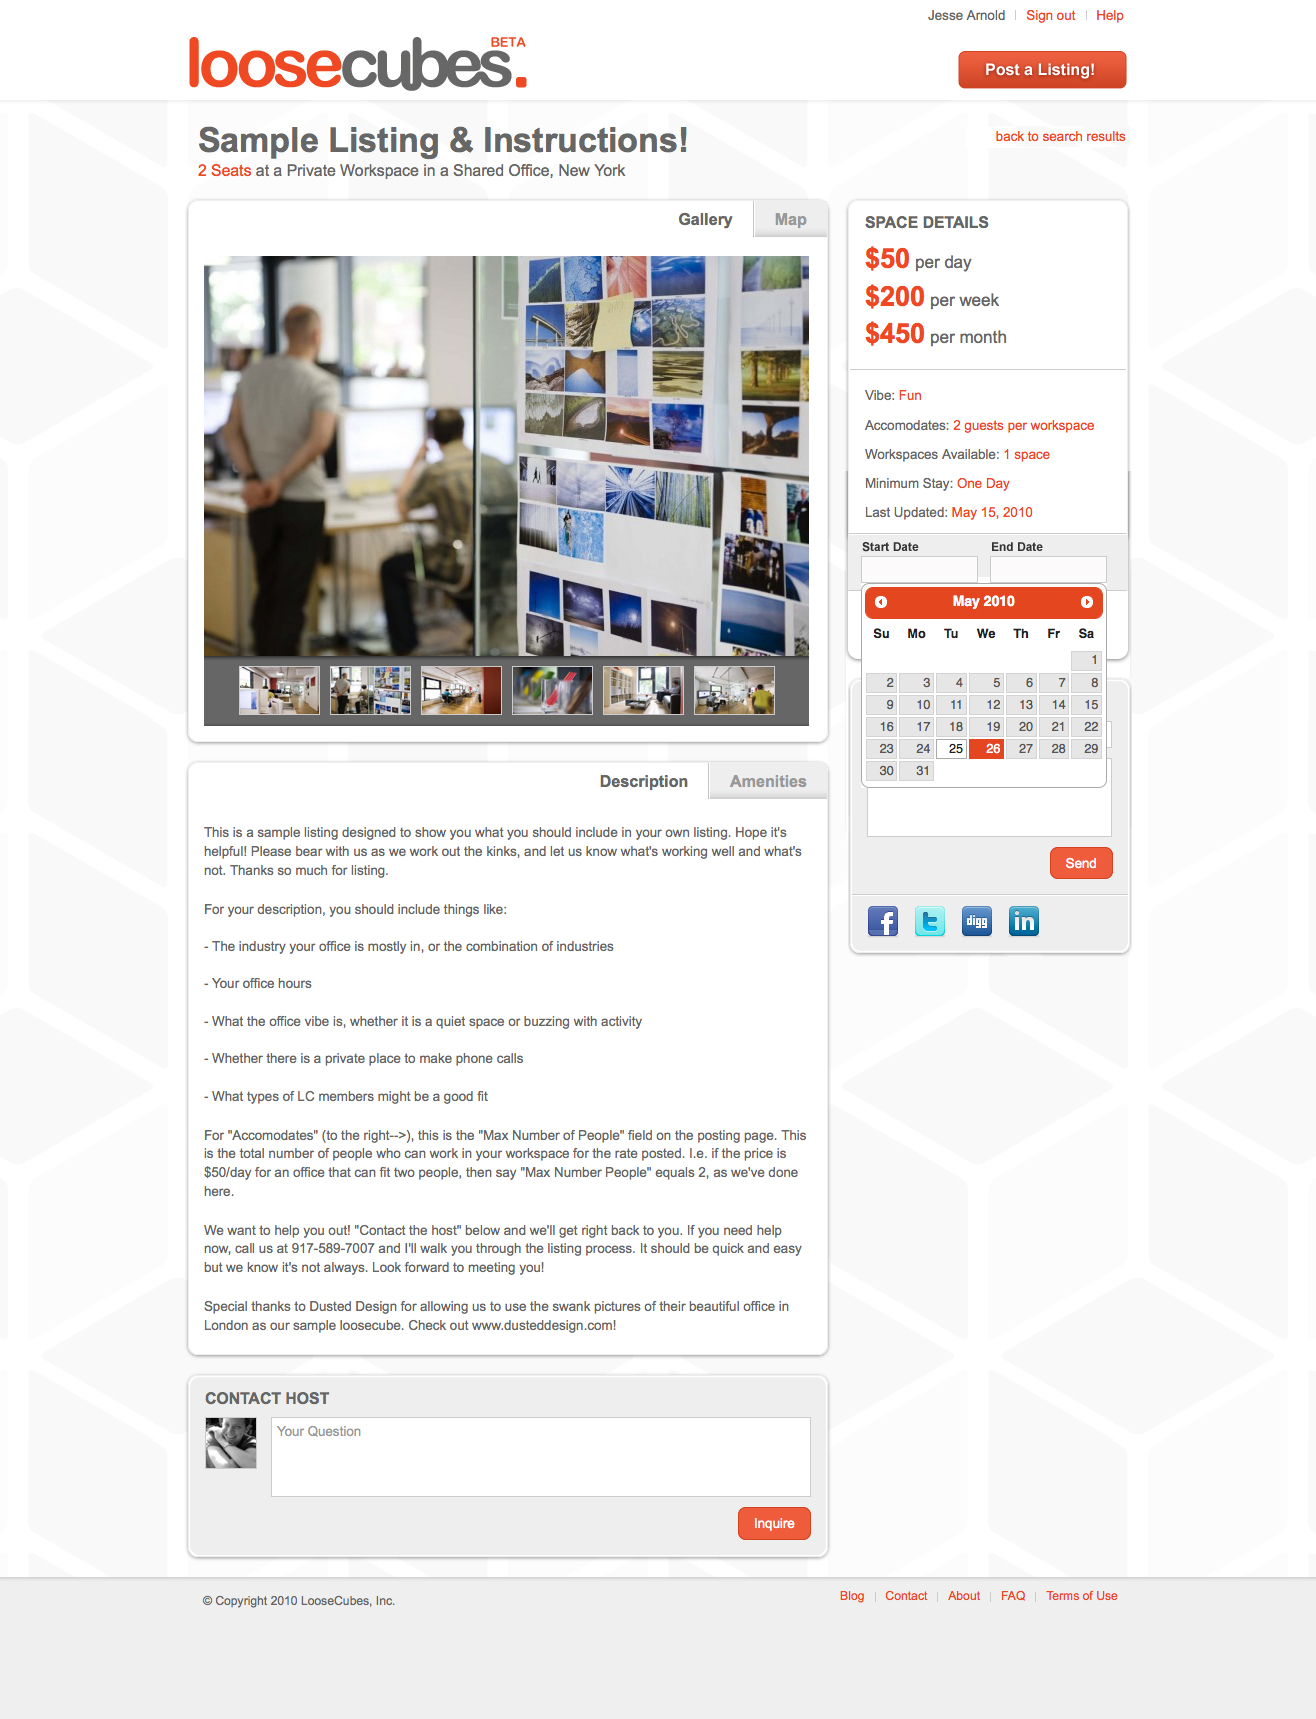 Jesse Arnold
Sign out
Help
loosecubes.
BETA
Post a Listing!
Sample Listing & Instructions!
back to search results
2 Seats at a Private Workspace in a Shared Office, New York
Gallery
Map
SPACE DETAILS
$50 per day
$200 per week
$450 per month
Vibe: Fun
Accomodates: 2 guests per workspace
Workspaces Available: 1 space
Minimum Stay: One Day
Last Updated: May 15, 2010
Start Date
End Date
May 2010
Su Mo Tu We Th Fr Sa
1
2 3 4 5 6 7 8
9 10 11 12 13 14 15
16 17 18 19 20 21 22
23 24 25 26 27 28 29
30 31
Send
digg
in
Description
Amenities
This is a sample listing designed to show you what you should include in your own listing. Hope it's
helpful! Please bear with us as we work out the kinks, and let us know what's working well and what's
not. Thanks so much for listing.
For your description, you should include things like:
- The industry your office is mostly in, or the combination of industries
- Your office hours
- What the office vibe is, whether it is a quiet space or buzzing with activity
- Whether there is a private place to make phone calls
- What types of LC members might be a good fit
For "Accomodates" (to the right-->), this is the "Max Number of People" field on the posting page. This
is the total number of people who can work in your workspace for the rate posted. I.e. if the price is
$50/day for an office that can fit two people, then say "Max Number People" equals 2, as we've done
here.
We want to help you out! "Contact the host" below and we'll get right back to you. If you need help
now, call us at 917-589-7007 and I'll walk you through the listing process. It should be quick and easy
but we know it's not always. Look forward to meeting you!
Special thanks to Dusted Design for allowing us to use the swank pictures of their beautiful office in
London as our sample loosecube. Check out www.dusteddesign.com!
CONTACT HOST
Your Question
Inquire
© Copyright 2010 LooseCubes, Inc.
Blog
Contact
About
FAQ
Terms of Use